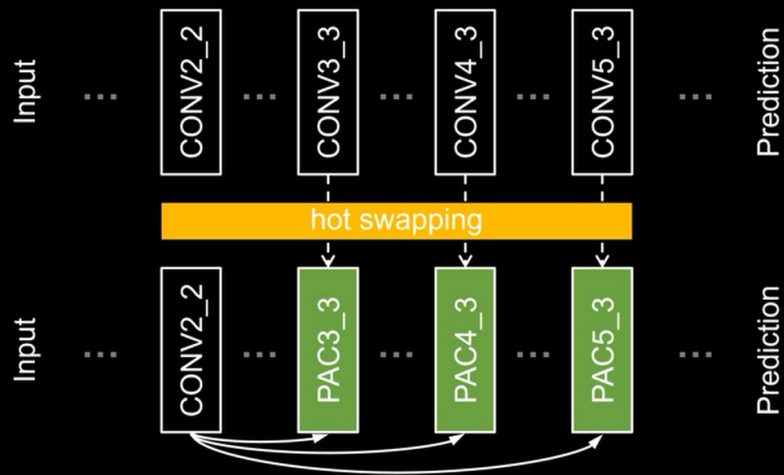 Input
...
CONV2_2
...
CONV3_3
...
CONV4_3
...
CONV5_3
...
Prediction
hot swapping
Input
...
CONV2_2
...
PAC3_3
...
PAC4_3
...
PAC5_3
...
Prediction